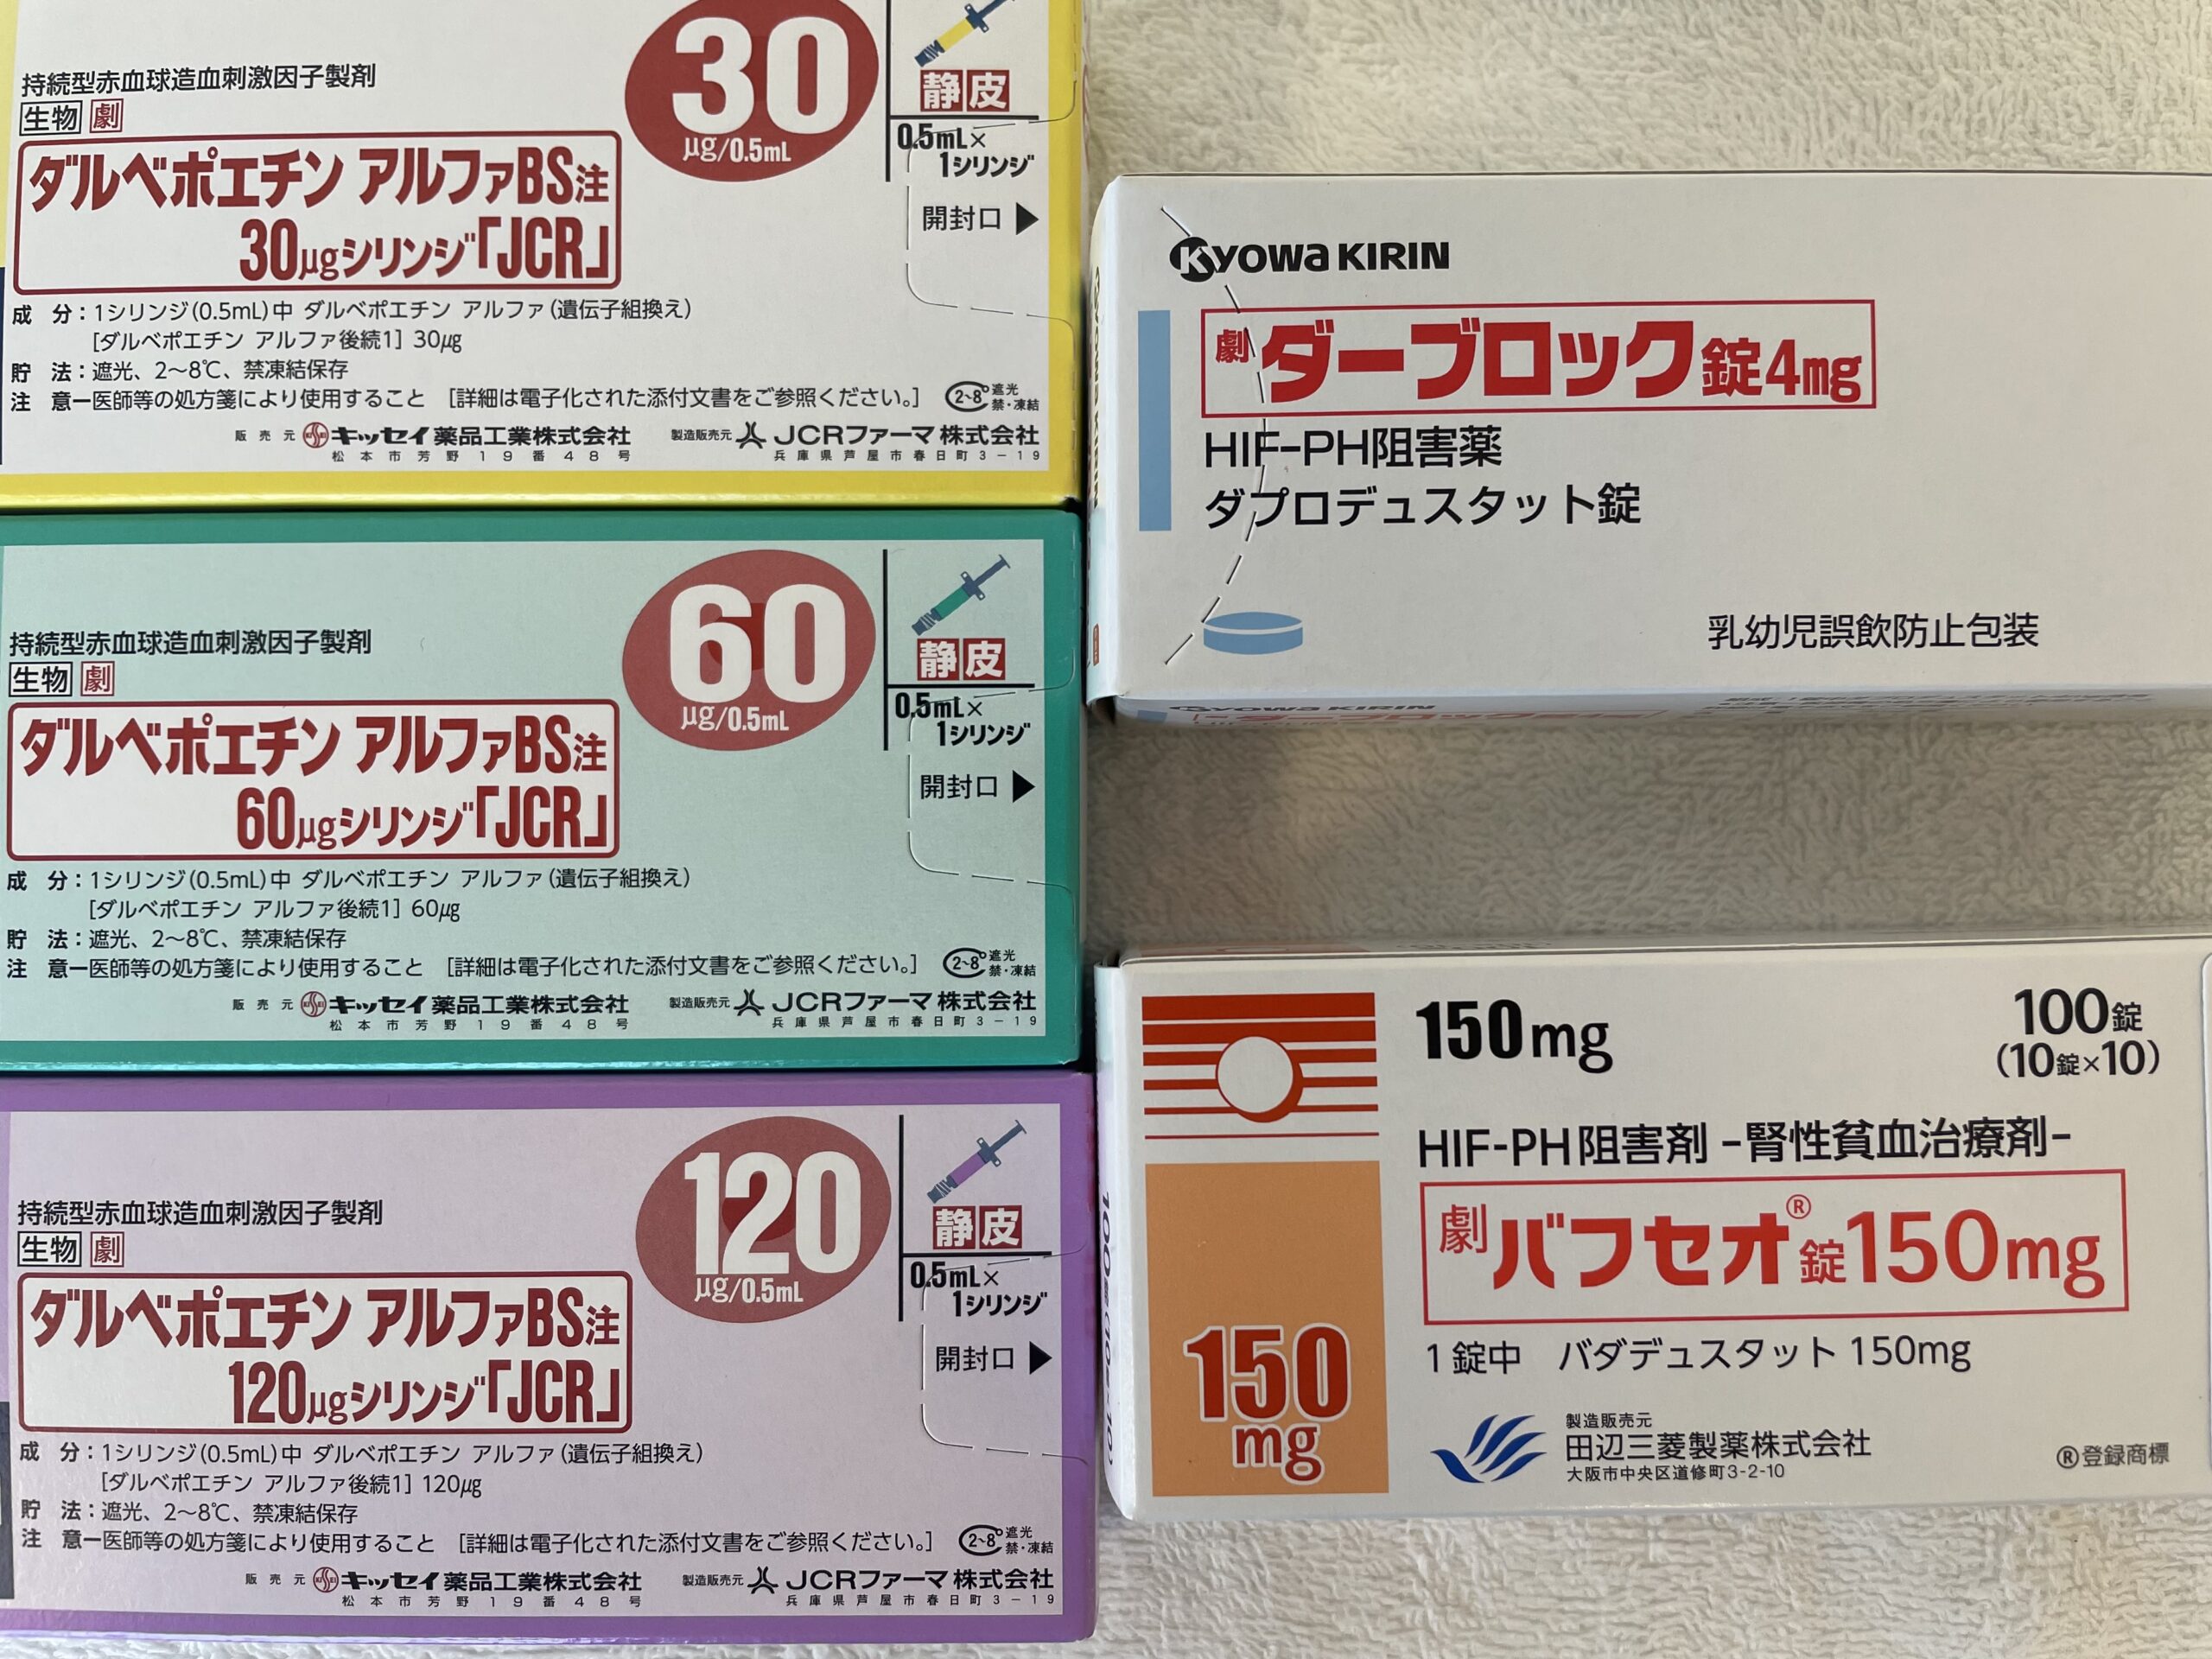 30
μg/0.5mL
静皮
0.5mL×
1シリンジ
開封口▶
持続型赤血球造血刺激因子製剤
生物 劇
ダルベポエチン アルファBS注
30μgシリンジ「JCR」
成 分：1シリンジ(0.5mL)中 ダルベポエチン アルファ(遺伝子組換え)
[ダルベポエチン アルファ後続1] 30μg
貯 法：遮光、2〜8℃、禁凍結保存
注 意ー医師等の処方箋により使用すること [詳細は電子化された添付文書をご参照ください。]
2~8° 遮光
禁・凍結
販売元 キッセイ薬品工業株式会社
松本市芳野19番48号
製造販売元 JCRファーマ株式会社
兵庫県芦屋市春日町3−19
60
μg/0.5mL
静皮
0.5mL×
1シリンジ
開封口▶
持続型赤血球造血刺激因子製剤
生物 劇
ダルベポエチン アルファBS注
60μgシリンジ「JCR」
成 分：1シリンジ(0.5mL)中 ダルベポエチン アルファ(遺伝子組換え)
[ダルベポエチン アルファ後続1] 60μg
貯 法：遮光、2〜8℃、禁凍結保存
注 意ー医師等の処方箋により使用すること [詳細は電子化された添付文書をご参照ください。]
2~8° 遮光
禁・凍結
販売元 キッセイ薬品工業株式会社
松本市芳野19番48号
製造販売元 JCRファーマ株式会社
兵庫県芦屋市春日町3−19
120
μg/0.5mL
静皮
0.5mL×
1シリンジ
開封口▶
持続型赤血球造血刺激因子製剤
生物 劇
ダルベポエチン アルファBS注
120μgシリンジ「JCR」
成 分：1シリンジ(0.5mL)中 ダルベポエチン アルファ(遺伝子組換え)
[ダルベポエチン アルファ後続1] 120μg
貯 法：遮光、2〜8℃、禁凍結保存
注 意ー医師等の処方箋により使用すること [詳細は電子化された添付文書をご参照ください。]
2~8° 遮光
禁・凍結
販売元 キッセイ薬品工業株式会社
松本市芳野19番48号
製造販売元 JCRファーマ株式会社
兵庫県芦屋市春日町3−19
Kyowa KIRIN
劇 ダーブロック錠4mg
HIF-PH阻害薬
ダプロデュスタット錠
乳幼児誤飲防止包装
150mg
100錠
(10錠×10)
HIF-PH阻害剤 −腎性貧血治療剤−
劇 バフセオ®錠150mg
1錠中 バダデュスタット 150mg
150
mg
製造販売元
田辺三菱製薬株式会社
大阪市中央区道修町3-2-10
®登録商標